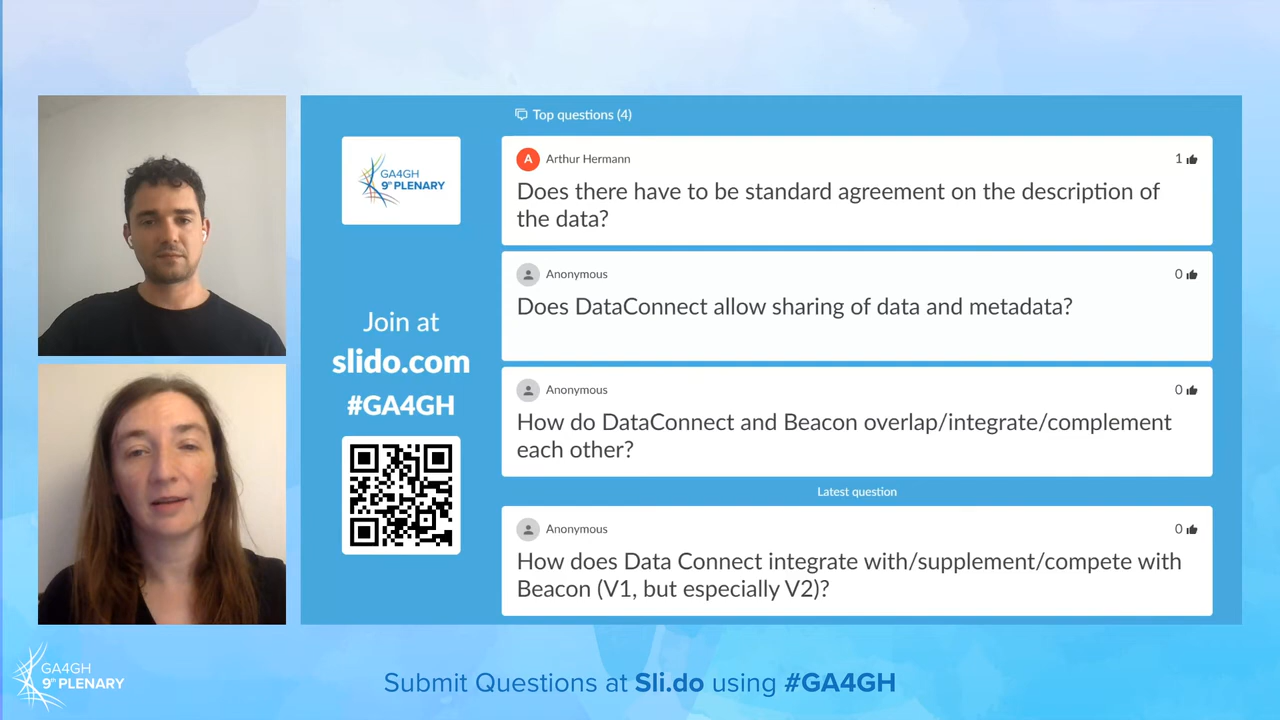 GA4GH
9th PLENARY
Join at
slido.com
#GA4GH
Top questions (4)
A Arthur Hermann 1
Does there have to be standard agreement on the description of
the data?
Anonymous 0
Does DataConnect allow sharing of data and metadata?
Anonymous 0
How do DataConnect and Beacon overlap/integrate/complement
each other?
Latest question
Anonymous 0
How does Data Connect integrate with/supplement/compete with
Beacon (V1, but especially V2)?
GA4GH
9th PLENARY
Submit Questions at Sli.do using #GA4GH